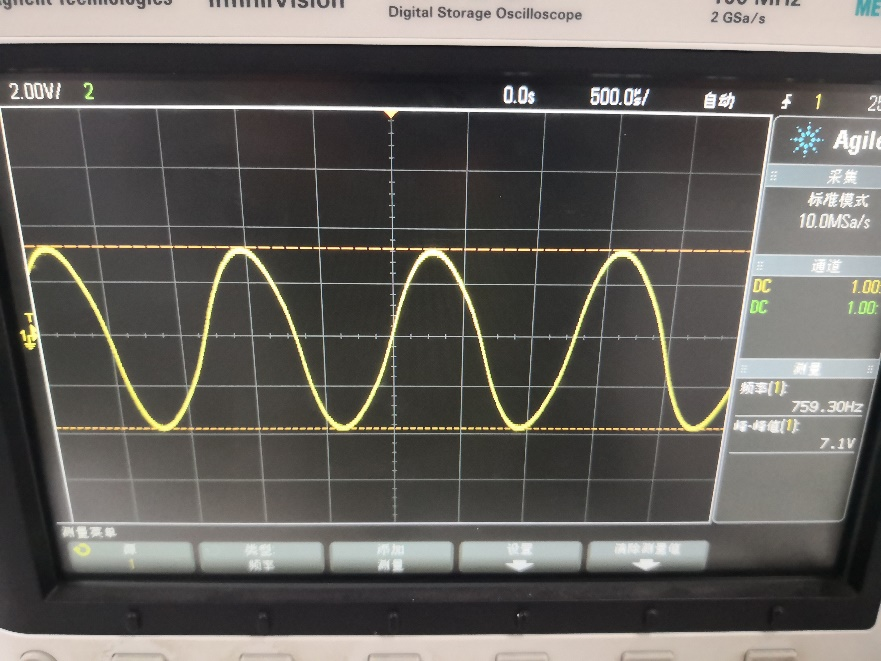 Digital Storage Oscilloscope
2 GSa/s
2.00V/ 2 0.0s 500.0us/ 自动 1
采集
标准模式
10.0MSa/s
通道
DC 1.00:
DC 1.00:
测量
频率(1):
759.30Hz
峰-峰值(1):
7.1V
测量菜单
源 类型 添加 设置 清除测量值
1 频率 测量